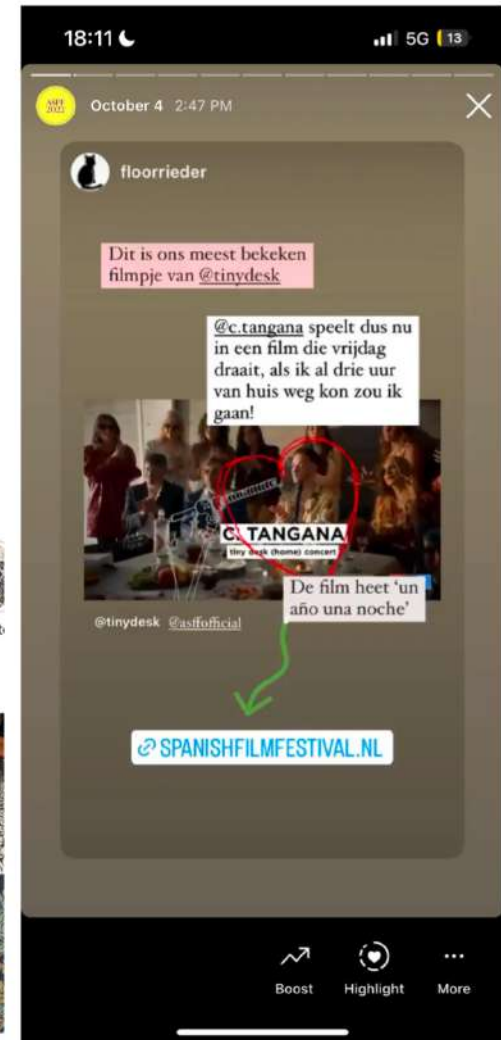 18:11
5G 13
ASFF
2022
October 4 2:47 PM
floorrieder
Dit is ons meest bekeken
filmpje van @tinydesk
@c.tangana speelt dus nu
in een film die vrijdag
draait, als ik al drie uur
van huis weg kon zou ik
gaan!
C. TANGANA
tiny desk (home) concert
De film heet ‘un
año una noche’
@tinydesk @asffofficial
SPANISHFILMFESTIVAL.NL
Boost Highlight More